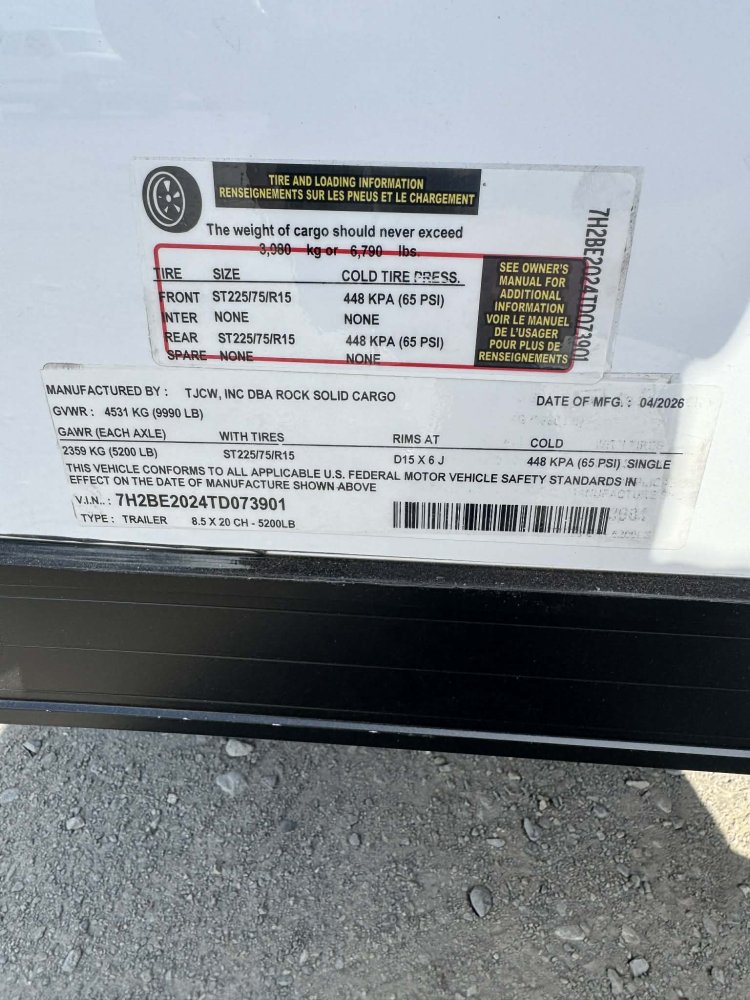 TIRE AND LOADING INFORMATION
RENSEIGNEMENTS SUR LES PNEUS ET LE CHARGEMENT
The weight of cargo should never exceed
3,080 kg or 6,790 lbs.
TIRE SIZE COLD TIRE PRESS.
FRONT ST225/75/R15 448 KPA (65 PSI)
INTER NONE NONE
REAR ST225/75/R15 448 KPA (65 PSI)
SPARE NONE NONE
SEE OWNER'S
MANUAL FOR
ADDITIONAL
INFORMATION
VOIR LE MANUEL
DE L'USAGER
POUR PLUS DE
RENSEIGNEMENTS
7H2BE2024TD073901
MANUFACTURED BY : TJCW, INC DBA ROCK SOLID CARGO DATE OF MFG. : 04/2026
GVWR : 4531 KG (9990 LB)
GAWR (EACH AXLE) WITH TIRES RIMS AT COLD
2359 KG (5200 LB) ST225/75/R15 D15 X 6 J 448 KPA (65 PSI) SINGLE
THIS VEHICLE CONFORMS TO ALL APPLICABLE U.S. FEDERAL MOTOR VEHICLE SAFETY STANDARDS IN
EFFECT ON THE DATE OF MANUFACTURE SHOWN ABOVE
V.I.N.. : 7H2BE2024TD073901
TYPE : TRAILER 8.5 X 20 CH - 5200LB